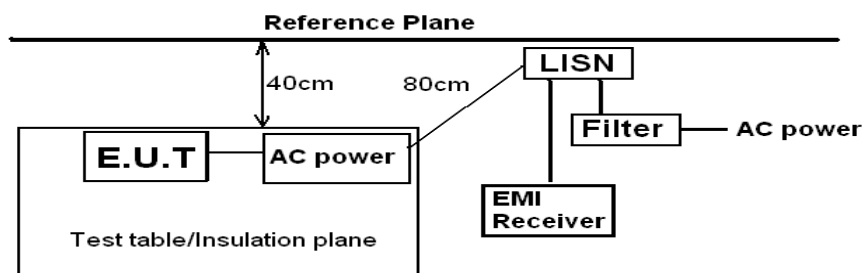 Reference Plane
40cm
80cm
LISN
Filter
AC power
E.U.T
AC power
EMI
Receiver
Test table/Insulation plane